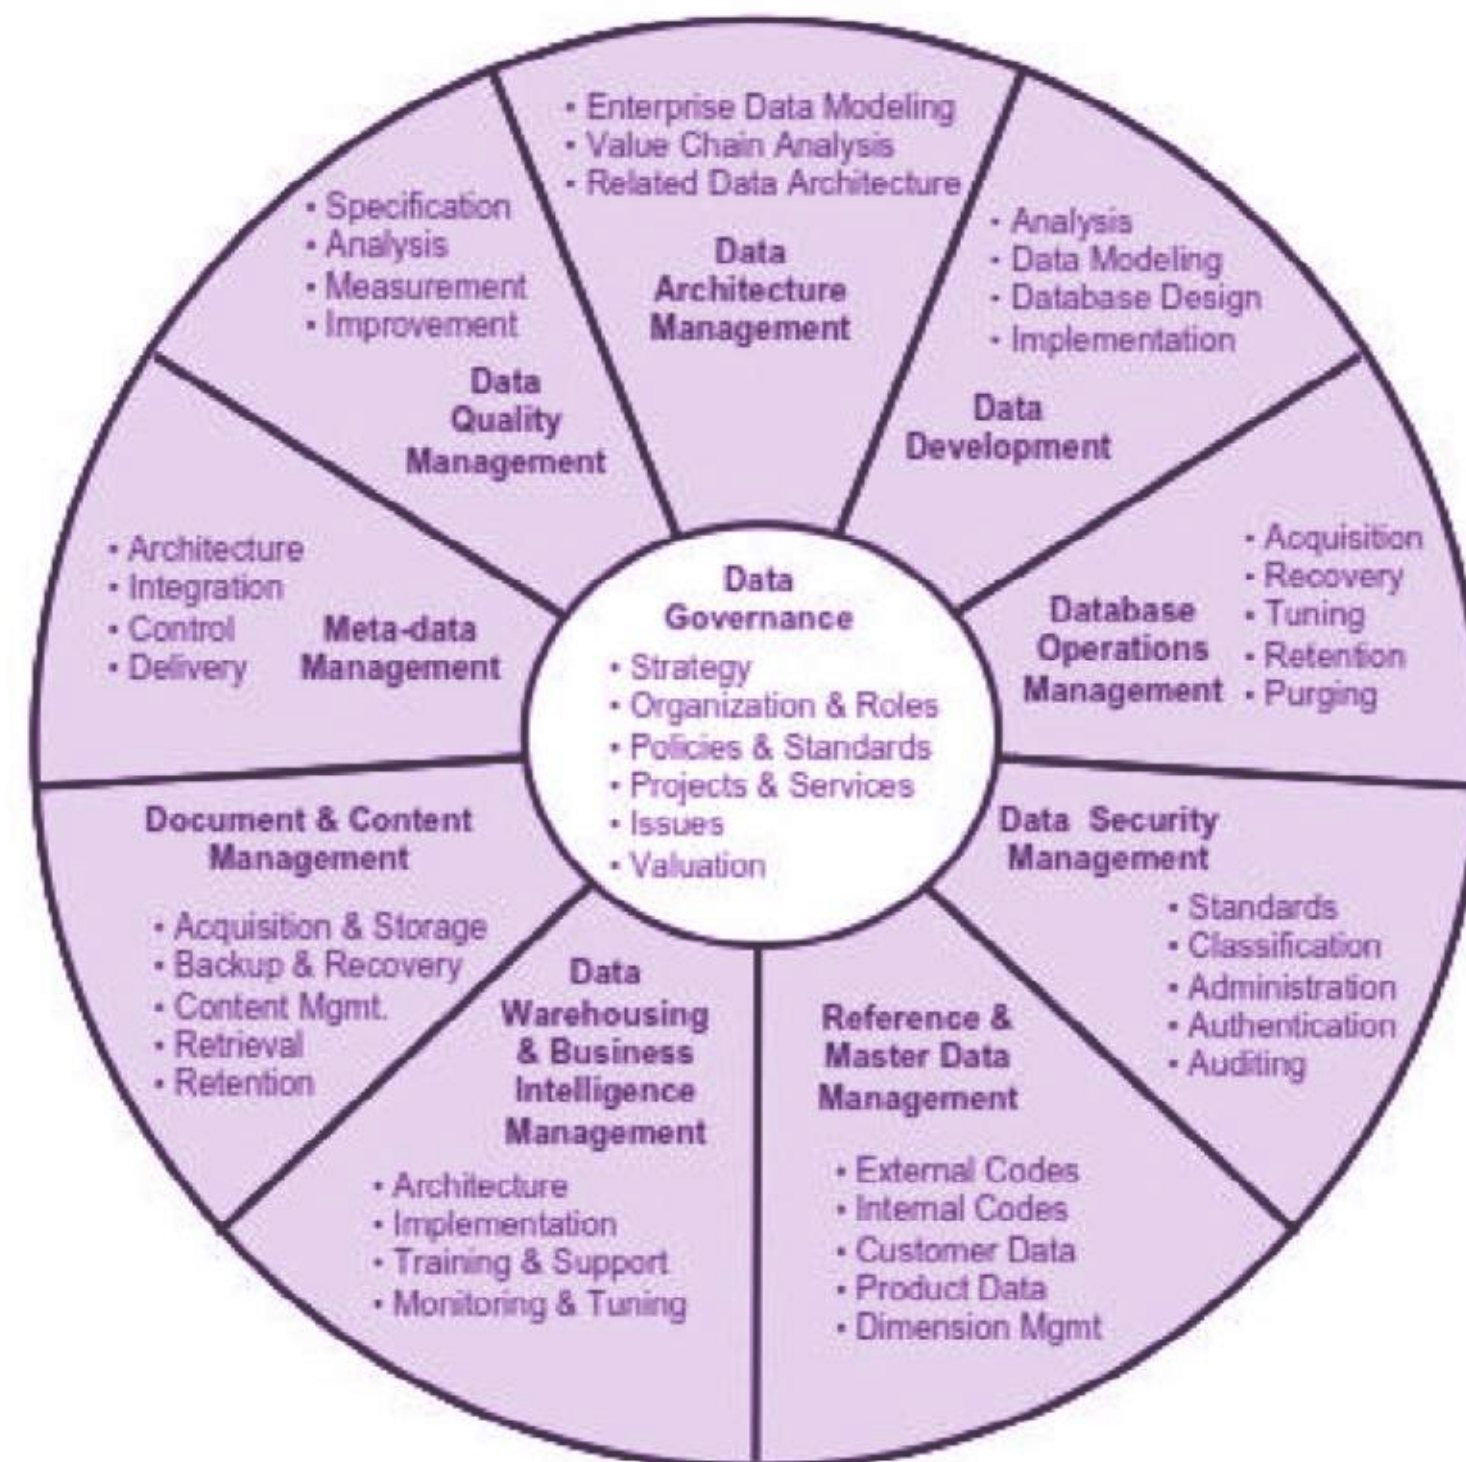 • Enterprise Data Modeling
• Value Chain Analysis
• Related Data Architecture
Data
Architecture
Management
• Analysis
• Data Modeling
• Database Design
• Implementation
Data
Development
• Acquisition
• Recovery
• Tuning
• Retention
• Purging
Database
Operations
Management
Data Security
Management
• Standards
• Classification
• Administration
• Authentication
• Auditing
Reference &
Master Data
Management
• External Codes
• Internal Codes
• Customer Data
• Product Data
• Dimension Mgmt
Data
Warehousing
& Business
Intelligence
Management
• Architecture
• Implementation
• Training & Support
• Monitoring & Tuning
Document & Content
Management
• Acquisition & Storage
• Backup & Recovery
• Content Mgmt.
• Retrieval
• Retention
• Architecture
• Integration
• Control
• Delivery
Meta-data
Management
• Specification
• Analysis
• Measurement
• Improvement
Data
Quality
Management
Data
Governance
• Strategy
• Organization & Roles
• Policies & Standards
• Projects & Services
• Issues
• Valuation